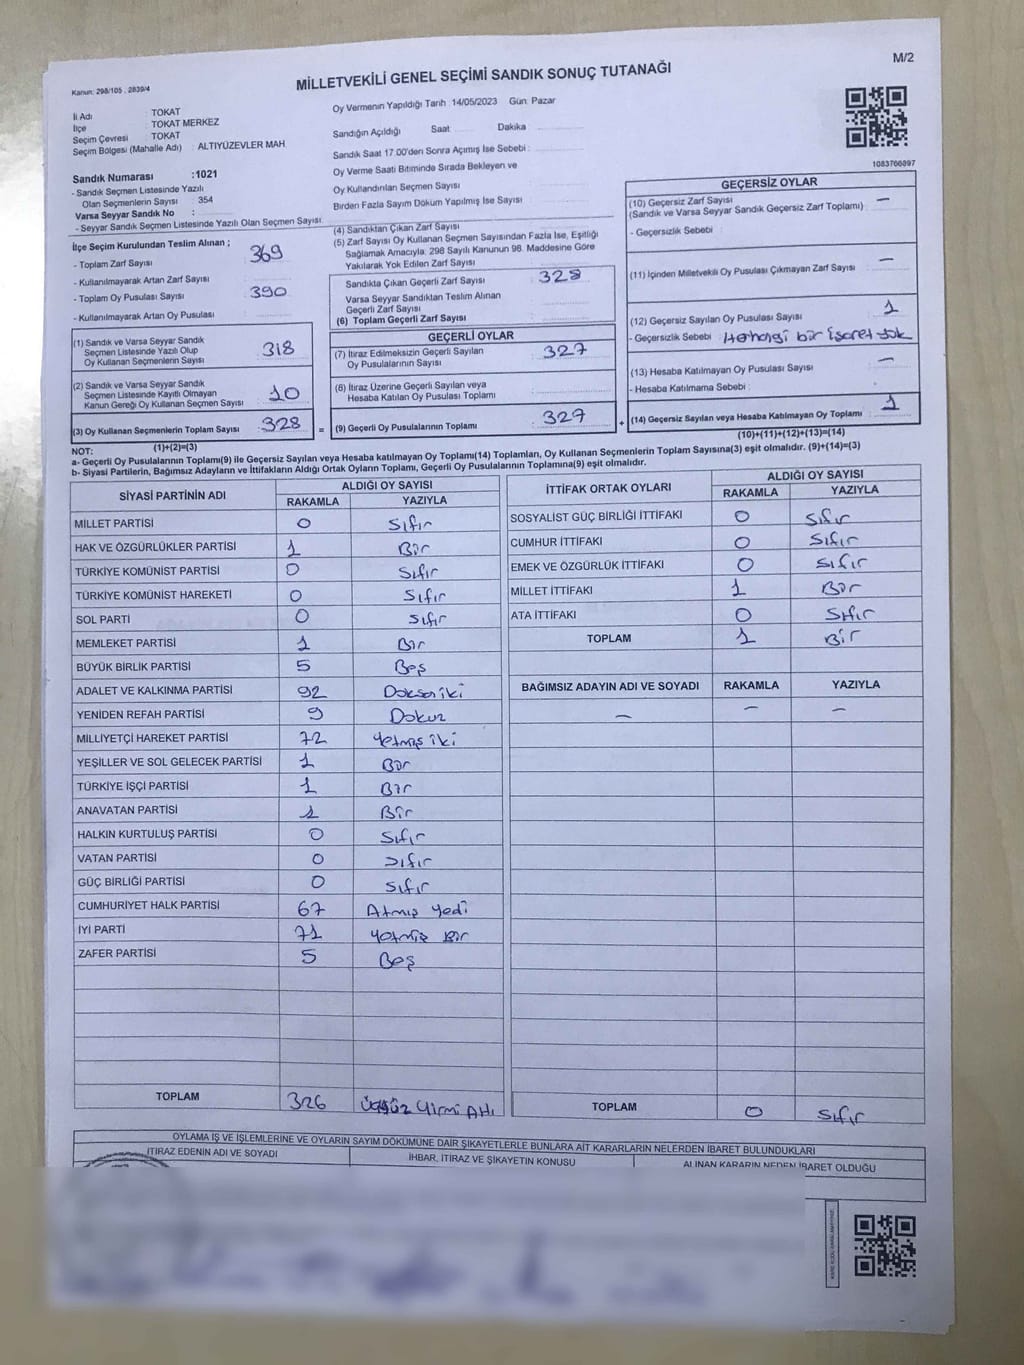 M/2
Kanun: 298/105 , 2839/4
MİLLETVEKİLİ GENEL SEÇİMİ SANDIK SONUÇ TUTANAĞI
İli Adı : TOKAT
İlçe : TOKAT MERKEZ
Seçim Çevresi : TOKAT
Seçim Bölgesi (Mahalle Adı) : ALTIYÜZEVLER MAH
Sandık Numarası :1021
- Sandık Seçmen Listesinde Yazılı
Olan Seçmenlerin Sayısı : 354
Varsa Seyyar Sandık No :
- Seyyar Sandık Seçmen Listesinde Yazılı Olan Seçmen Sayısı
Oy Vermenin Yapıldığı Tarih 14/05/2023 Gün: Pazar
Sandığın Açıldığı Saat Dakika
Sandık Saat 17.00'den Sonra Açımış İse Sebebi :
Oy Verme Saati Bitiminde Sırada Bekleyen ve
Oy Kullandırılan Seçmen Sayısı
Birden Fazla Sayım Döküm Yapılmış İse Sayısı
1083760897
İlçe Seçim Kurulundan Teslim Alınan ;
- Toplam Zarf Sayısı 369
- Kullanılmayarak Artan Zarf Sayısı
- Toplam Oy Pusulası Sayısı 390
- Kullanılmayarak Artan Oy Pusulası
(1) Sandık ve Varsa Seyyar Sandık
Seçmen Listesinde Yazılı Olup
Oy Kullanan Seçmenlerin Sayısı 318
(2) Sandık ve Varsa Seyyar Sandık
Seçmen Listesinde Kayıtlı Olmayan
Kanun Gereği Oy Kullanan Seçmen Sayısı 10
(3) Oy Kullanan Seçmenlerin Toplam Sayısı : 328
(1)+(2)=(3)
(4) Sandıktan Çıkan Zarf Sayısı
(5) Zarf Sayısı Oy Kullanan Seçmen Sayısından Fazla İse, Eşitliği
Sağlamak Amacıyla, 298 Sayılı Kanunun 98. Maddesine Göre
Yakılarak Yok Edilen Zarf Sayısı
Sandıkta Çıkan Geçerli Zarf Sayısı 328
Varsa Seyyar Sandıktan Teslim Alınan
Geçerli Zarf Sayısı
(6) Toplam Geçerli Zarf Sayısı
GEÇERLİ OYLAR
(7) İtiraz Edilmeksizin Geçerli Sayılan
Oy Pusulalarının Sayısı : 327
(8) İtiraz Üzerine Geçerli Sayılan veya
Hesaba Katılan Oy Pusulası Toplamı
= (9) Geçerli Oy Pusulalarının Toplamı : 327 +
GEÇERSİZ OYLAR
(10) Geçersiz Zarf Sayısı —
(Sandık ve Varsa Seyyar Sandık Geçersiz Zarf Toplamı)
- Geçersizlik Sebebi
(11) İçinden Milletvekili Oy Pusulası Çıkmayan Zarf Sayısı —
(12) Geçersiz Sayılan Oy Pusulası Sayısı 1
- Geçersizlik Sebebi : Herhangi bir İşaret yok
(13) Hesaba Katılmayan Oy Pusulası Sayısı —
- Hesaba Katılmama Sebebi :
(14) Geçersiz Sayılan veya Hesaba Katılmayan Oy Toplamı : 1
(10)+(11)+(12)+(13)=(14)
NOT:
a- Geçerli Oy Pusulalarının Toplamı(9) ile Geçersiz Sayılan veya Hesaba katılmayan Oy Toplamı(14) Toplamları, Oy Kullanan Seçmenlerin Toplam Sayısına(3) eşit olmalıdır. (9)+(14)=(3)
b- Siyasi Partilerin, Bağımsız Adayların ve İttifakların Aldığı Ortak Oyların Toplamı, Geçerli Oy Pusulalarının Toplamına(9) eşit olmalıdır.
SİYASİ PARTİNİN ADI ALDIĞI OY SAYISI
RAKAMLA YAZIYLA
MİLLET PARTİSİ 0 Sıfır
HAK VE ÖZGÜRLÜKLER PARTİSİ 1 Bir
TÜRKİYE KOMÜNİST PARTİSİ 0 Sıfır
TÜRKİYE KOMÜNİST HAREKETİ 0 Sıfır
SOL PARTİ 0 Sıfır
MEMLEKET PARTİSİ 1 Bir
BÜYÜK BİRLİK PARTİSİ 5 Beş
ADALET VE KALKINMA PARTİSİ 92 Doksan iki
YENİDEN REFAH PARTİSİ 9 Dokuz
MİLLİYETÇİ HAREKET PARTİSİ 72 Yetmiş iki
YEŞİLLER VE SOL GELECEK PARTİSİ 1 Bir
TÜRKİYE İŞÇİ PARTİSİ 1 Bir
ANAVATAN PARTİSİ 1 Bir
HALKIN KURTULUŞ PARTİSİ 0 Sıfır
VATAN PARTİSİ 0 Sıfır
GÜÇ BİRLİĞİ PARTİSİ 0 Sıfır
CUMHURİYET HALK PARTİSİ 67 Atmış Yedi
İYİ PARTİ 71 Yetmiş Bir
ZAFER PARTİSİ 5 Beş
TOPLAM 326 Üçyüz Yirmi Altı
İTTİFAK ORTAK OYLARI ALDIĞI OY SAYISI
RAKAMLA YAZIYLA
SOSYALİST GÜÇ BİRLİĞİ İTTİFAKI 0 Sıfır
CUMHUR İTTİFAKI 0 Sıfır
EMEK VE ÖZGÜRLÜK İTTİFAKI 0 Sıfır
MİLLET İTTİFAKI 1 Bir
ATA İTTİFAKI 0 Sıfır
TOPLAM 1 Bir
BAĞIMSIZ ADAYIN ADI VE SOYADI RAKAMLA YAZIYLA
— — —
TOPLAM 0 Sıfır
OYLAMA İŞ VE İŞLEMLERİNE VE OYLARIN SAYIM DÖKÜMÜNE DAİR ŞİKAYETLERLE BUNLARA AİT KARARLARIN NELERDEN İBARET BULUNDUKLARI
İTİRAZ EDENİN ADI VE SOYADI İHBAR, İTİRAZ VE ŞİKAYETİN KONUSU ALINAN KARARIN NEDEN İBARET OLDUĞU